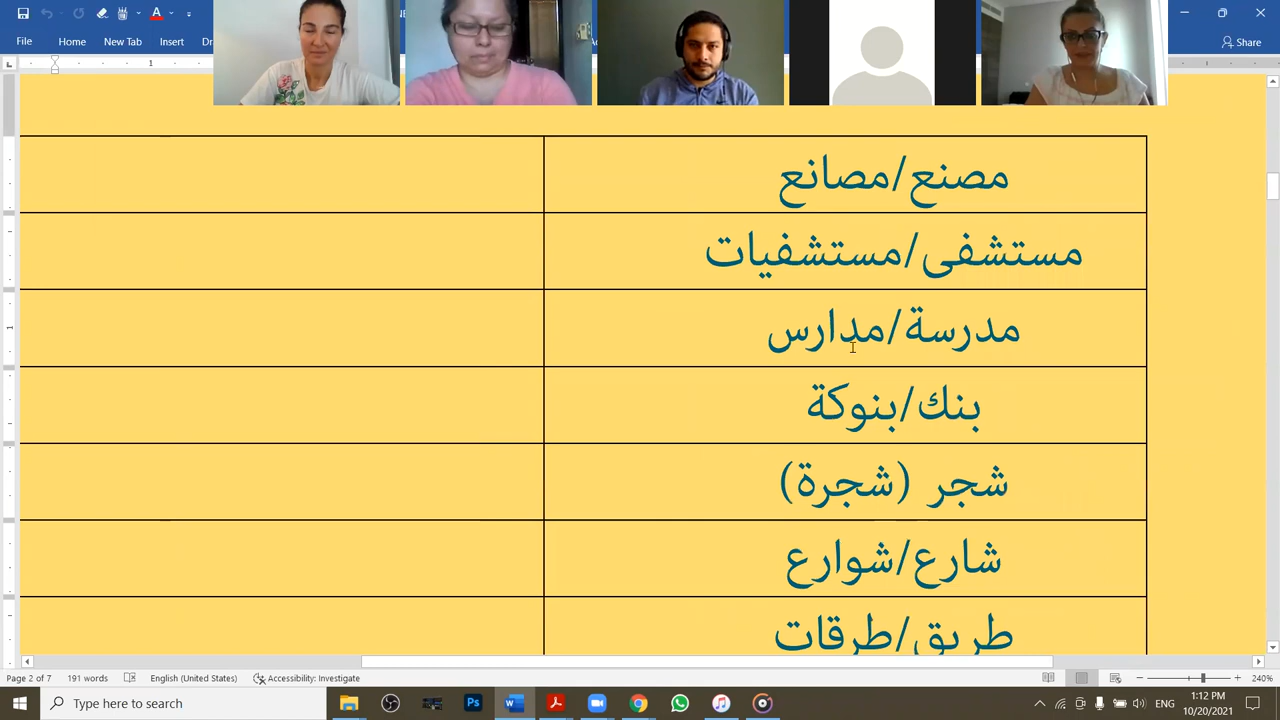 File Home New Tab Insert
Share
1
مصنع/مصانع
مستشفى/مستشفيات
مدرسة/مدارس
بنك/بنوكة
شجر (شجرة)
شارع/شوارع
طريق/طرقات
Page 2 of 7 191 words English (United States) Accessibility: Investigate 240%
Type here to search
ENG
1:12 PM
10/20/2021